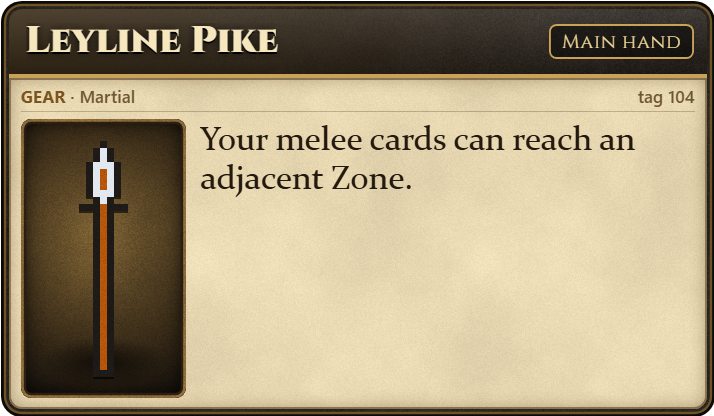 Leyline Pike
Main hand
GEAR · Martial
tag 104
Your melee cards can reach an
adjacent Zone.